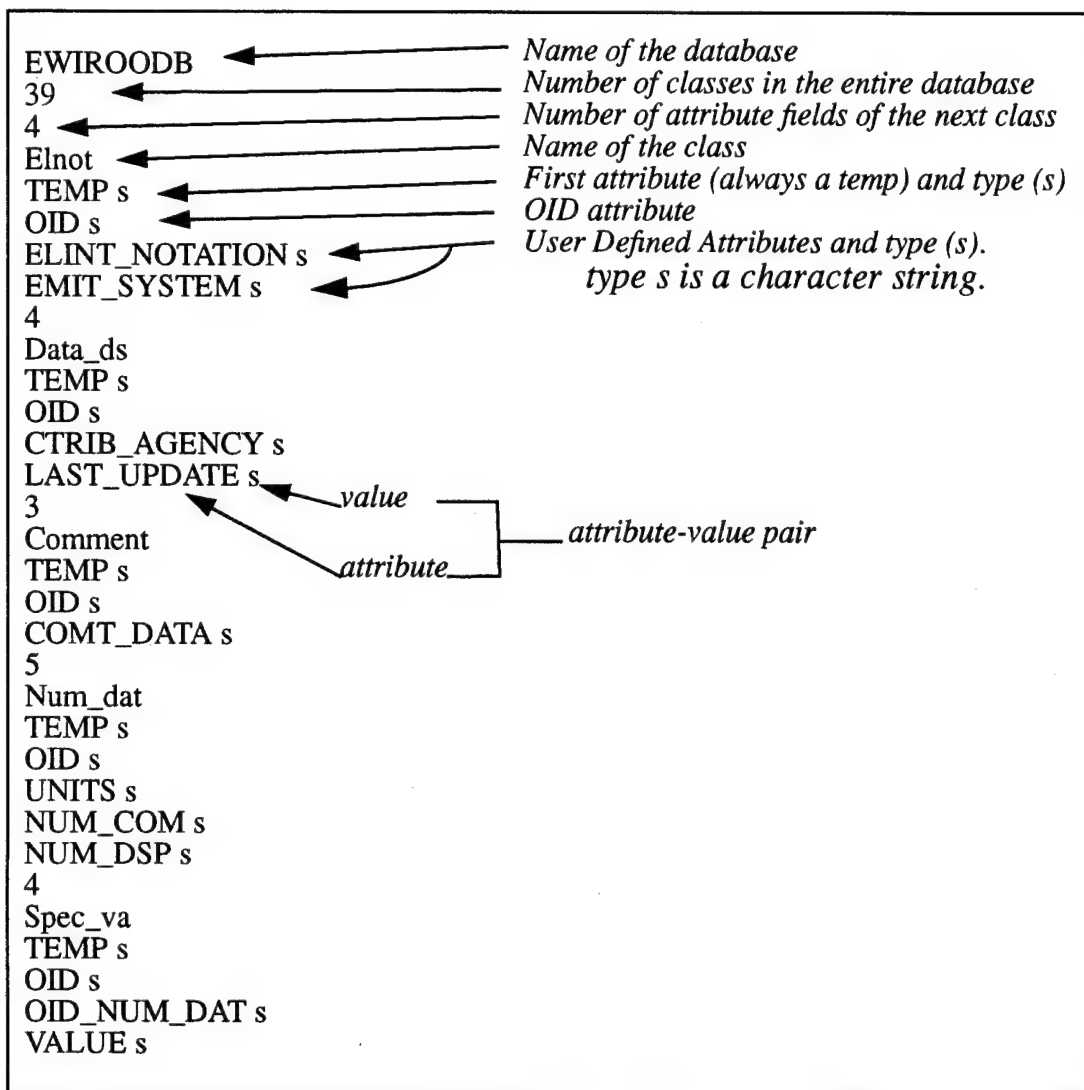 EWIROODB Name of the database
39 Number of classes in the entire database
4 Number of attribute fields of the next class
Elnot Name of the class
TEMP s First attribute (always a temp) and type (s)
OID s OID attribute
ELINT_NOTATION s User Defined Attributes and type (s).
EMIT_SYSTEM s type s is a character string.
4
Data_ds
TEMP s
OID s
CTRIB_AGENCY s
LAST_UPDATE s
3 value
Comment attribute-value pair
TEMP s attribute
OID s
COMT_DATA s
5
Num_dat
TEMP s
OID s
UNITS s
NUM_COM s
NUM_DSP s
4
Spec_va
TEMP s
OID s
OID_NUM_DAT s
VALUE s